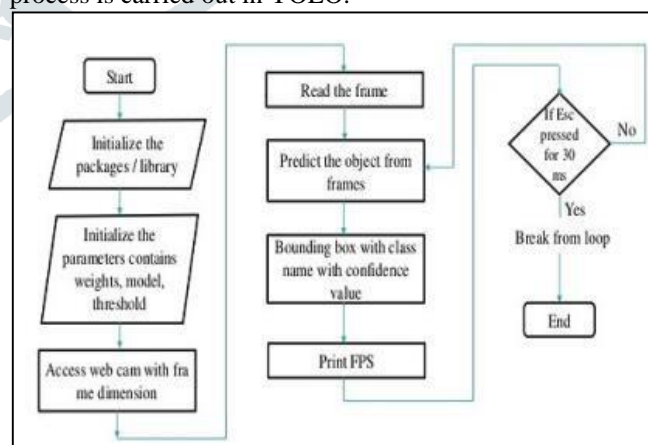 process is carried out in YOLO.
Start
Initialize the
packages / library
Initialize the
parameters contains
weights, model,
threshold
Access web cam with fra
me dimension
Read the frame
Predict the object from
frames
Bounding box with class
name with confidence
value
Print FPS
If Esc
pressed
for 30
ms
No
Yes
Break from loop
End